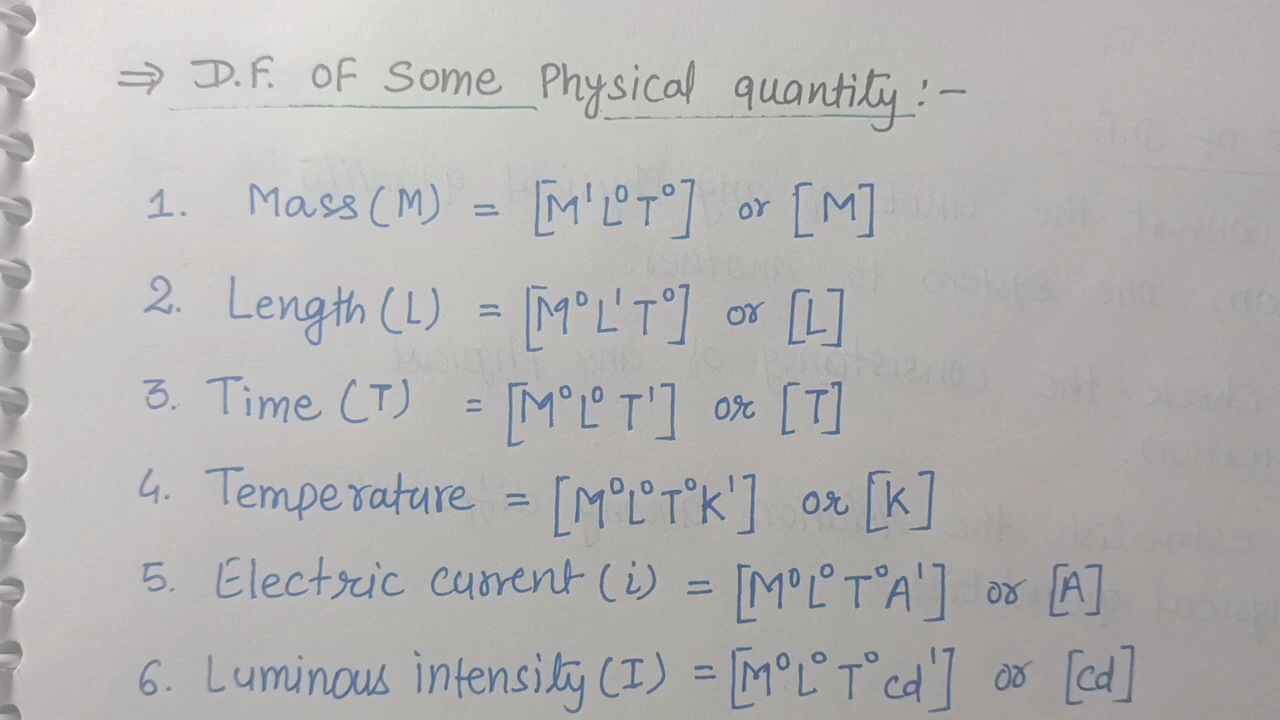 ⇒ D.F. OF Some Physical quantity :-
1. Mass (M) = [M¹L⁰T⁰] or [M]
2. Length (L) = [M⁰L¹T⁰] or [L]
3. Time (T) = [M⁰L⁰T¹] or [T]
4. Temperature = [M⁰L⁰T⁰K¹] or [K]
5. Electric current (i) = [M⁰L⁰T⁰A¹] or [A]
6. Luminous intensity (I) = [M⁰L⁰T⁰cd¹] or [cd]